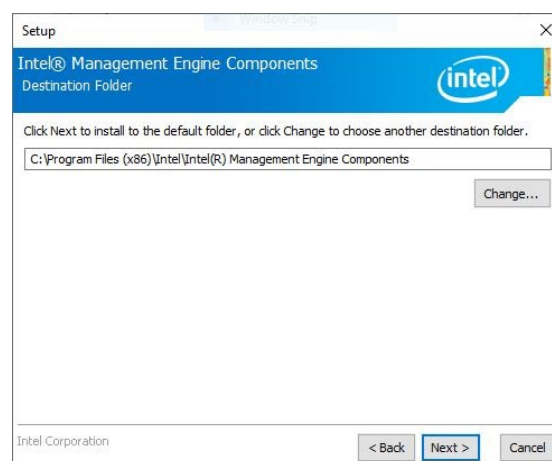 Window Snip
Setup
Intel® Management Engine Components
Destination Folder
intel
Click Next to install to the default folder, or click Change to choose another destination folder.
C:\Program Files (x86)\Intel\Intel(R) Management Engine Components
Change...
Intel Corporation
< Back Next > Cancel